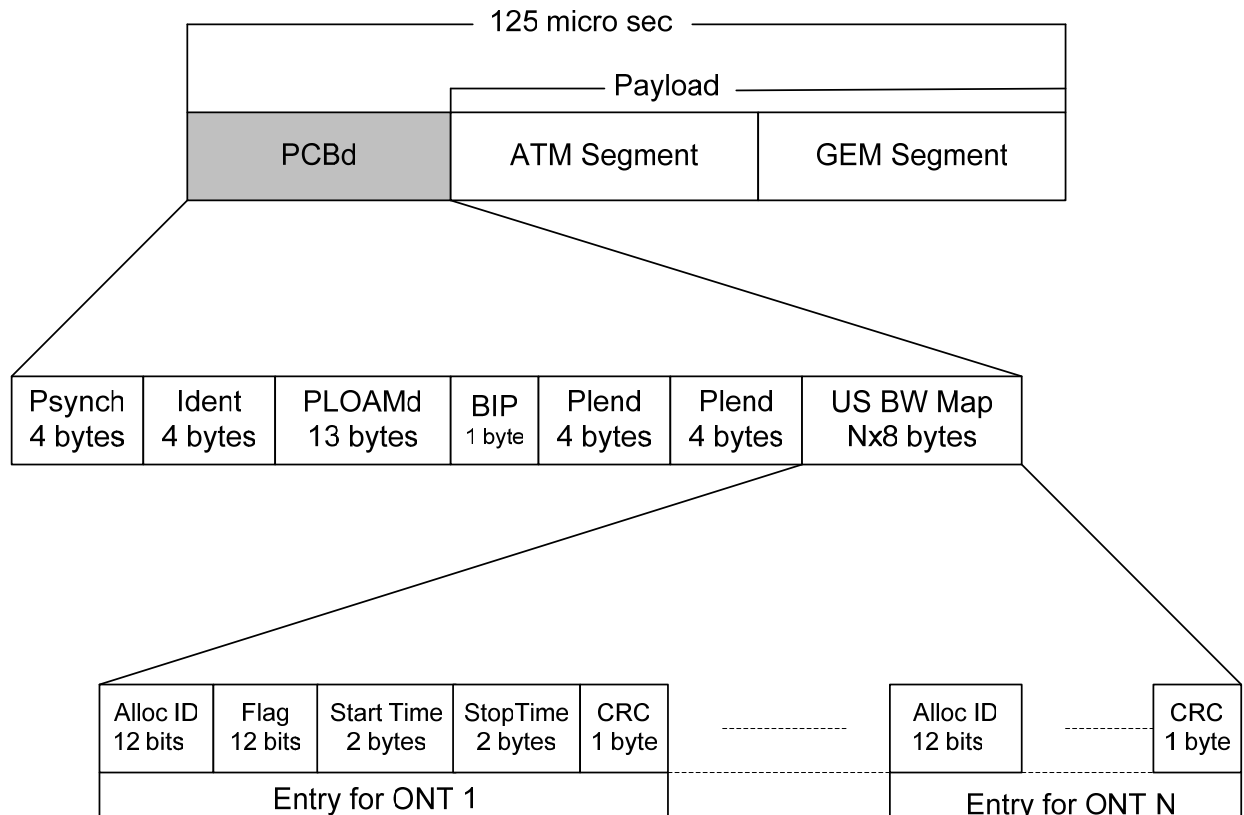 125 micro sec
Payload
PCBd
ATM Segment
GEM Segment
Psynch
4 bytes
Ident
4 bytes
PLOAMd
13 bytes
BIP
1 byte
Plend
4 bytes
Plend
4 bytes
US BW Map
Nx8 bytes
Alloc ID
12 bits
Flag
12 bits
Start Time
2 bytes
StopTime
2 bytes
CRC
1 byte
Alloc ID
12 bits
CRC
1 byte
Entry for ONT 1
Entry for ONT N